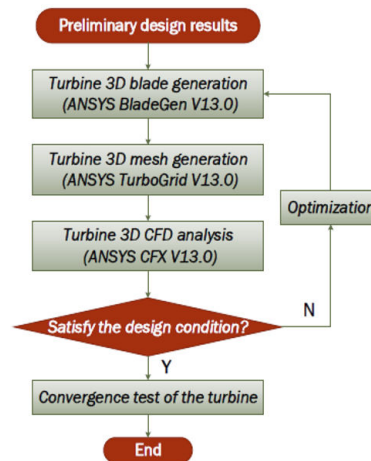 Preliminary design results
Turbine 3D blade generation
(ANSYS BladeGen V13.0)
Turbine 3D mesh generation
(ANSYS TurboGrid V13.0)
Optimization
Turbine 3D CFD analysis
(ANSYS CFX V13.0)
N
Satisfy the design condition?
Y
Convergence test of the turbine
End